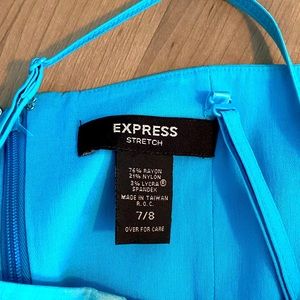 EXPRESS
STRETCH
76% RAYON
21% NYLON
3% LYCRA®
SPANDEX
MADE IN TAIWAN
R.O.C.
7/8
OVER FOR CARE